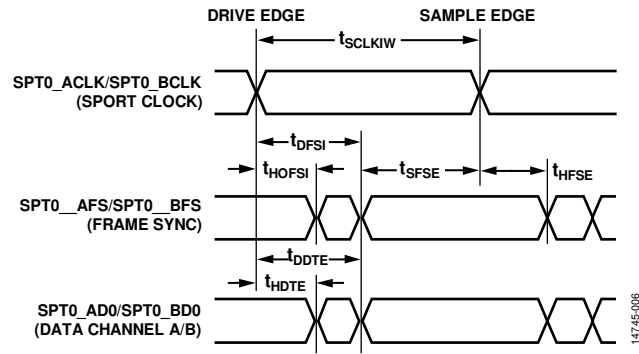 DRIVE EDGE
SAMPLE EDGE
tSCLKIW
SPT0_ACLK/SPT0_BCLK
(SPORT CLOCK)
tDFSI
tHOFSI
tSFSE
tHFSE
SPT0__AFS/SPT0__BFS
(FRAME SYNC)
tDDTE
tHDTE
SPT0_AD0/SPT0_BD0
(DATA CHANNEL A/B)
14745-006